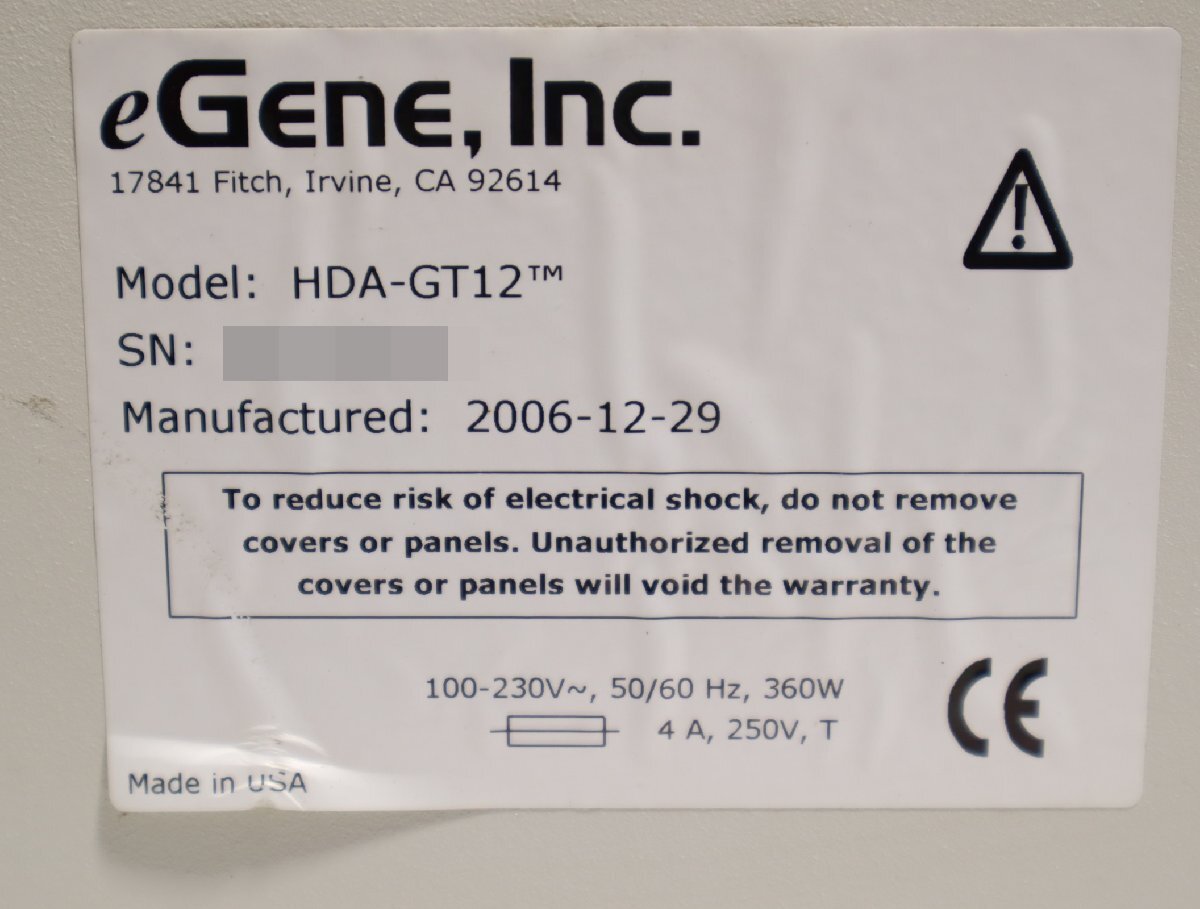 eGene, Inc.
17841 Fitch, Irvine, CA 92614
Model: HDA-GT12™
SN:
Manufactured: 2006-12-29
To reduce risk of electrical shock, do not remove
covers or panels. Unauthorized removal of the
covers or panels will void the warranty.
100-230V~, 50/60 Hz, 360W
4 A, 250V, T
CE
Made in USA